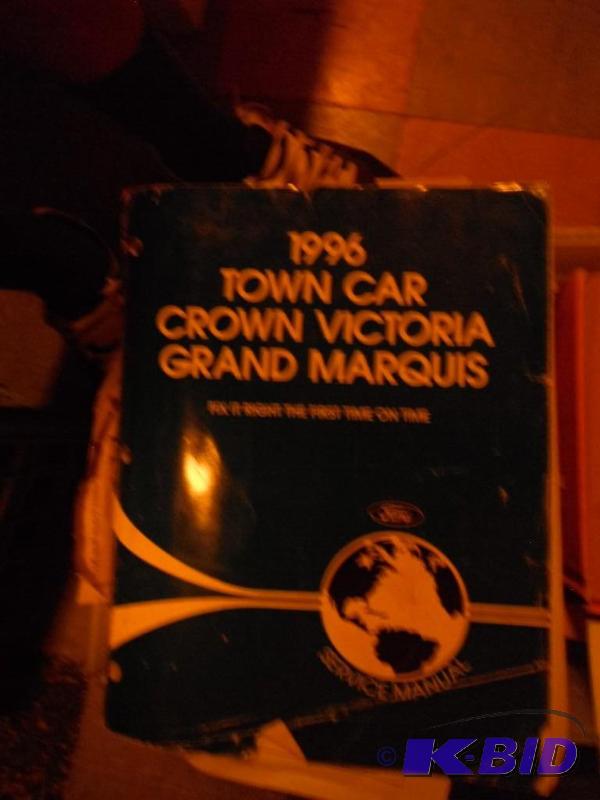 1996
TOWN CAR
CROWN VICTORIA
GRAND MARQUIS
FIX IT RIGHT THE FIRST TIME ON TIME
Ford
SERVICE MANUAL
© K-BID